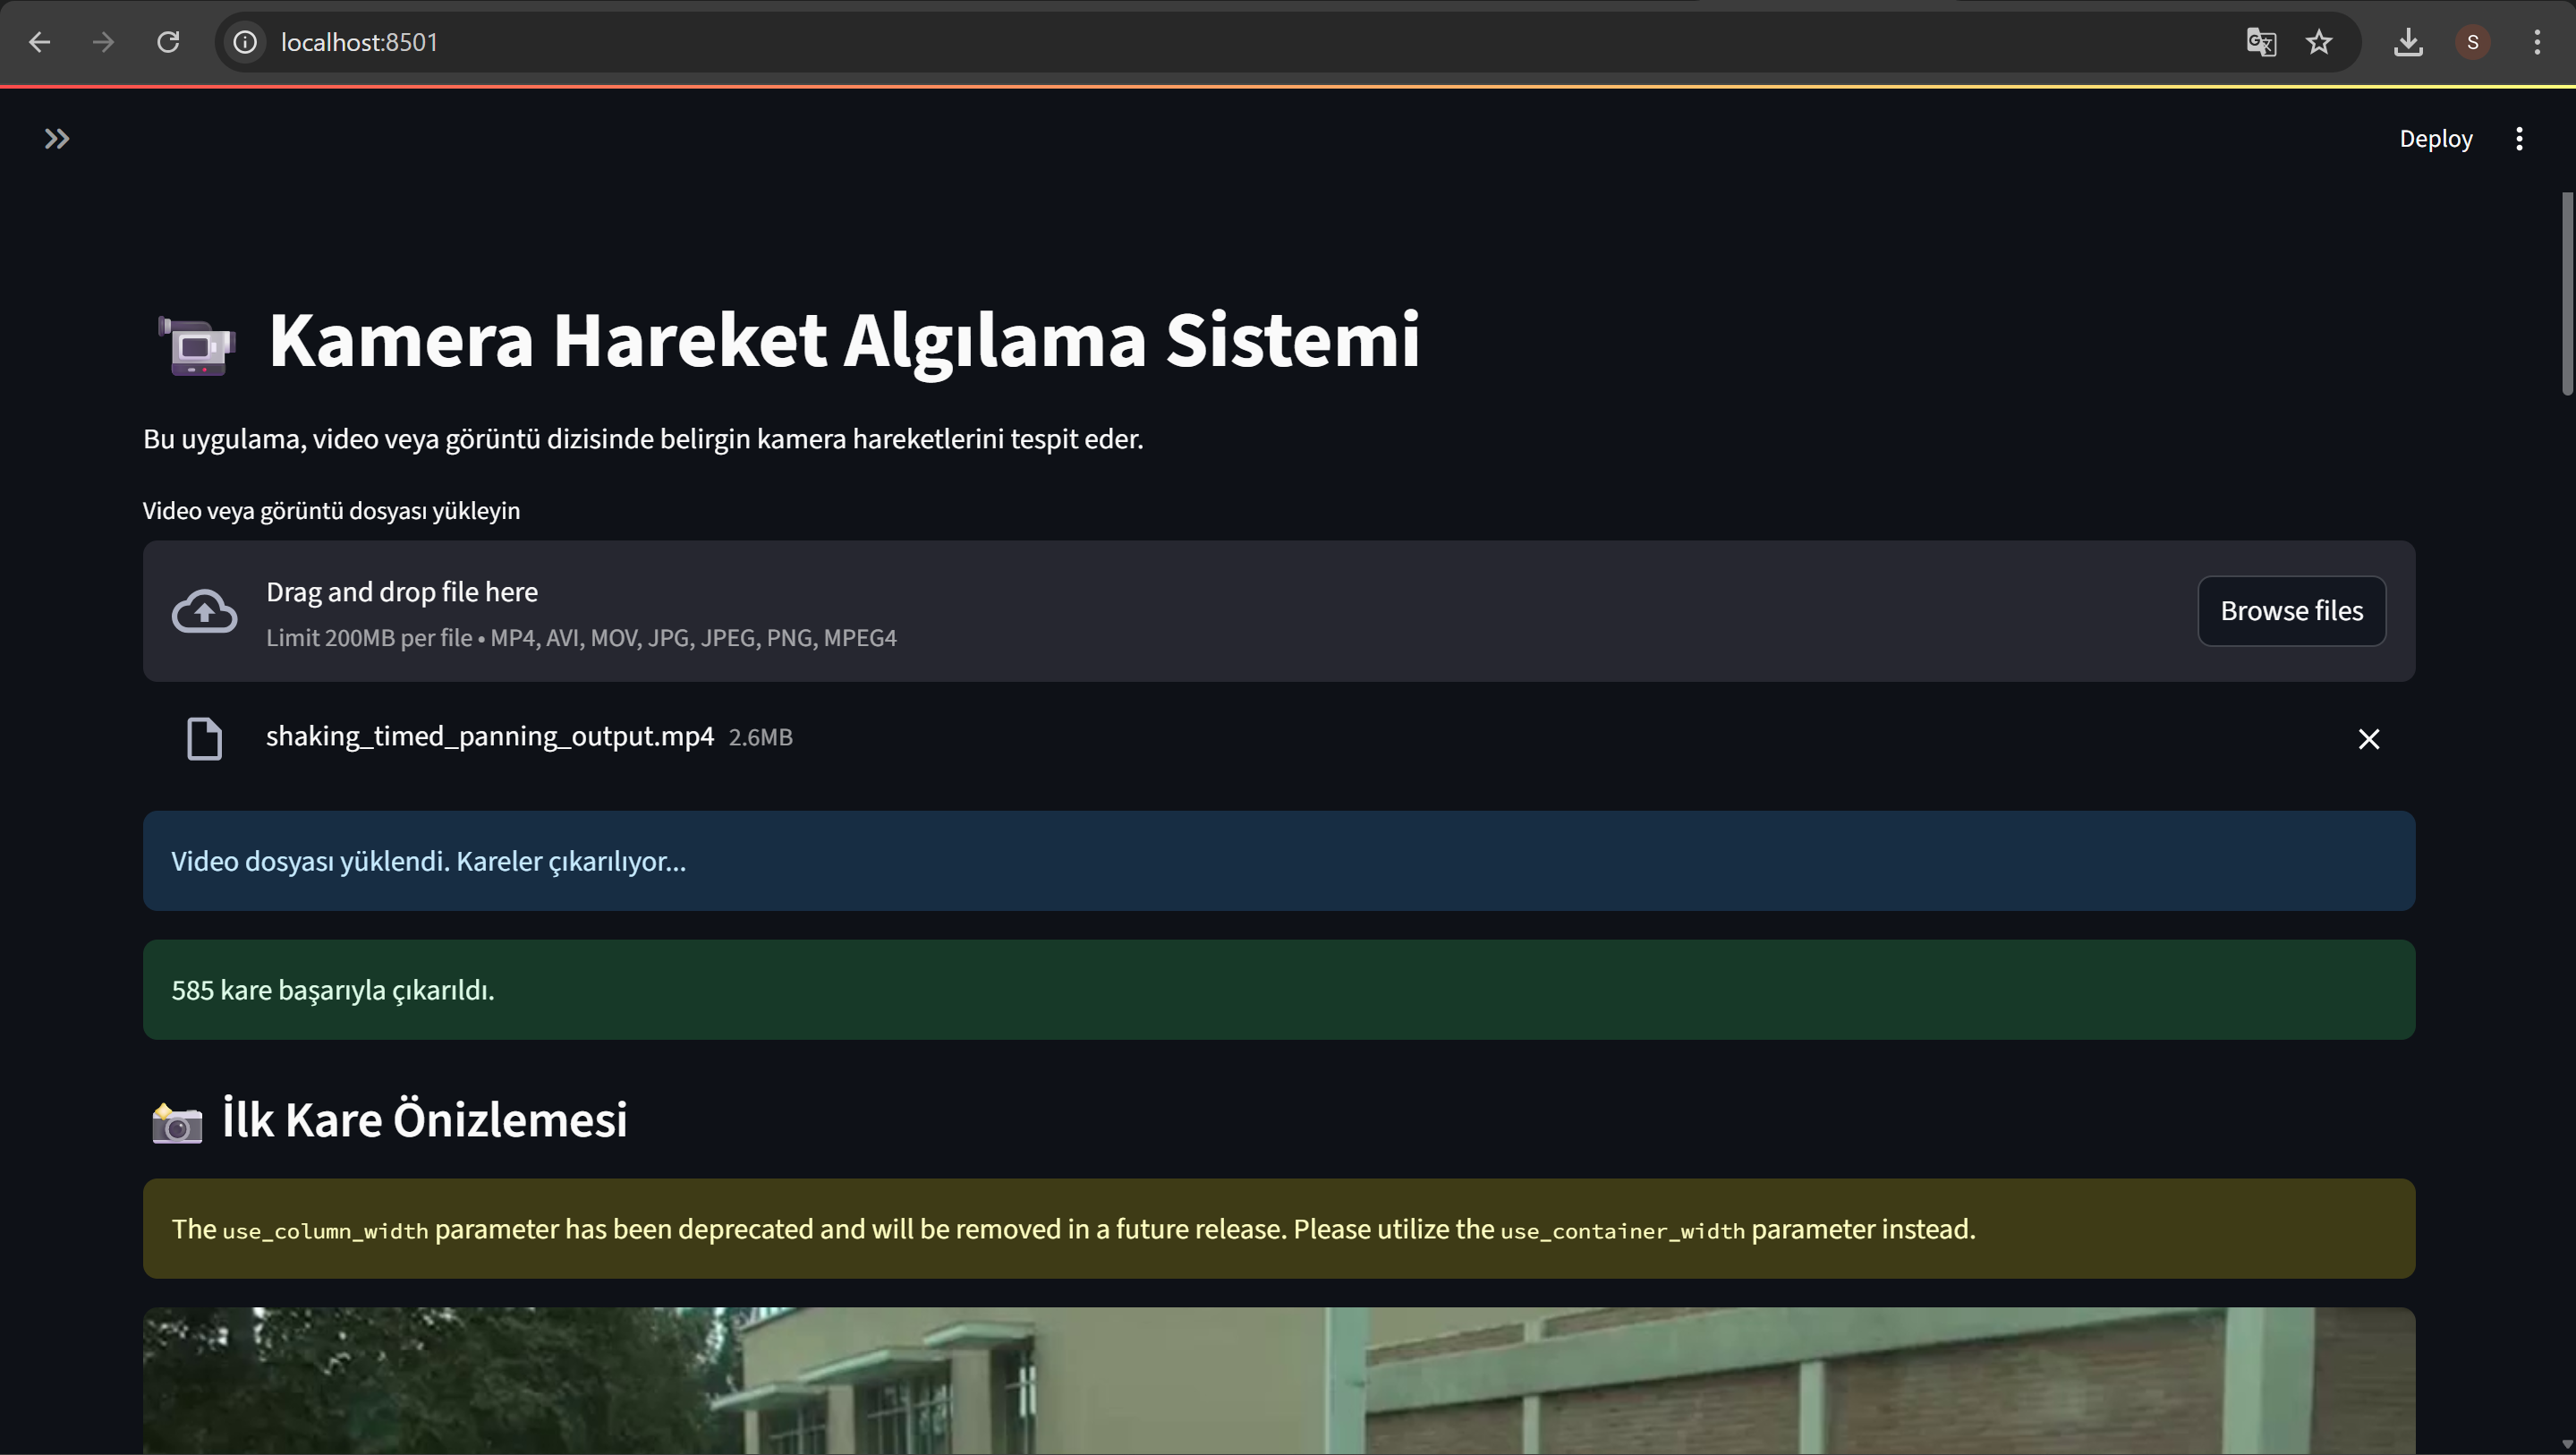 localhost:8501
S
Deploy
Kamera Hareket Algılama Sistemi
Bu uygulama, video veya görüntü dizisinde belirgin kamera hareketlerini tespit eder.
Video veya görüntü dosyası yükleyin
Drag and drop file here
Limit 200MB per file • MP4, AVI, MOV, JPG, JPEG, PNG, MPEG4
Browse files
shaking_timed_panning_output.mp4 2.6MB
Video dosyası yüklendi. Kareler çıkarılıyor...
585 kare başarıyla çıkarıldı.
İlk Kare Önizlemesi
The use_column_width parameter has been deprecated and will be removed in a future release. Please utilize the use_container_width parameter instead.